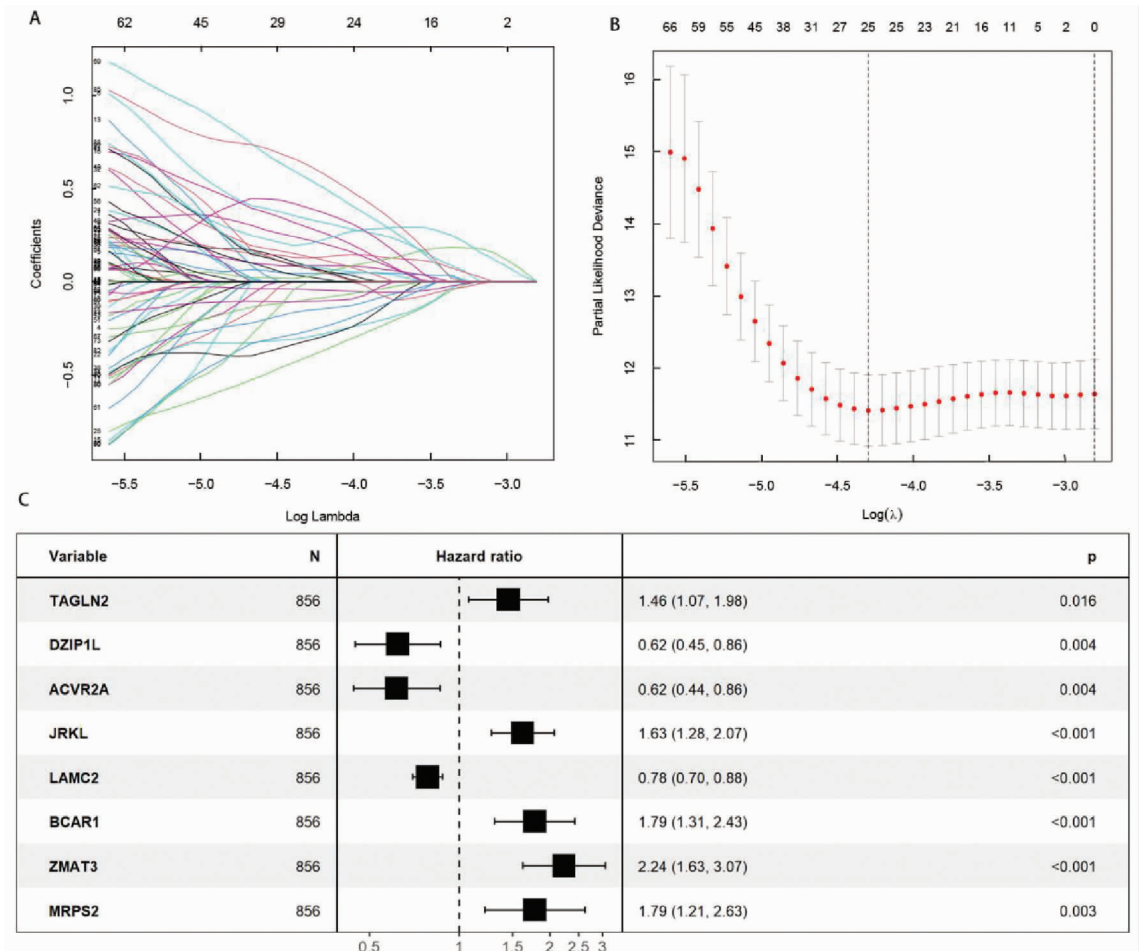 A
62 45 29 24 16 2
1.0
0.5
0.0
−0.5
Coefficients
−5.5 −5.0 −4.5 −4.0 −3.5 −3.0
Log Lambda
B
66 59 55 45 38 31 27 25 25 23 21 16 11 5 2 0
16
15
14
13
12
11
Partial Likelihood Deviance
−5.5 −5.0 −4.5 −4.0 −3.5 −3.0
Log(λ)
C
Variable N Hazard ratio p
TAGLN2 856 1.46 (1.07, 1.98) 0.016
DZIP1L 856 0.62 (0.45, 0.86) 0.004
ACVR2A 856 0.62 (0.44, 0.86) 0.004
JRKL 856 1.63 (1.28, 2.07) <0.001
LAMC2 856 0.78 (0.70, 0.88) <0.001
BCAR1 856 1.79 (1.31, 2.43) <0.001
ZMAT3 856 2.24 (1.63, 3.07) <0.001
MRPS2 856 1.79 (1.21, 2.63) 0.003
0.5 1 1.5 2 2.5 3